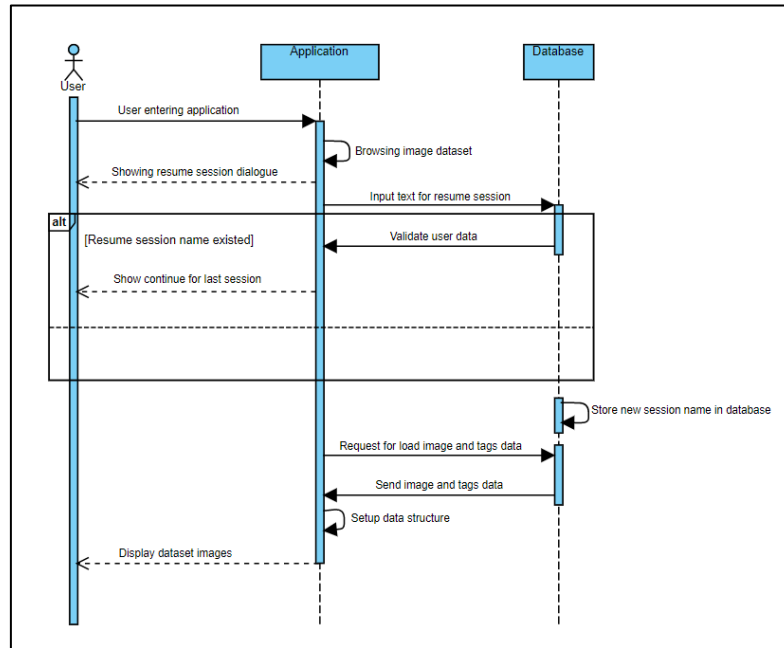 Application
Database
User
User entering application
Browsing image dataset
Showing resume session dialogue
Input text for resume session
alt
[Resume session name existed]
Validate user data
Show continue for last session
Store new session name in database
Request for load image and tags data
Send image and tags data
Setup data structure
Display dataset images